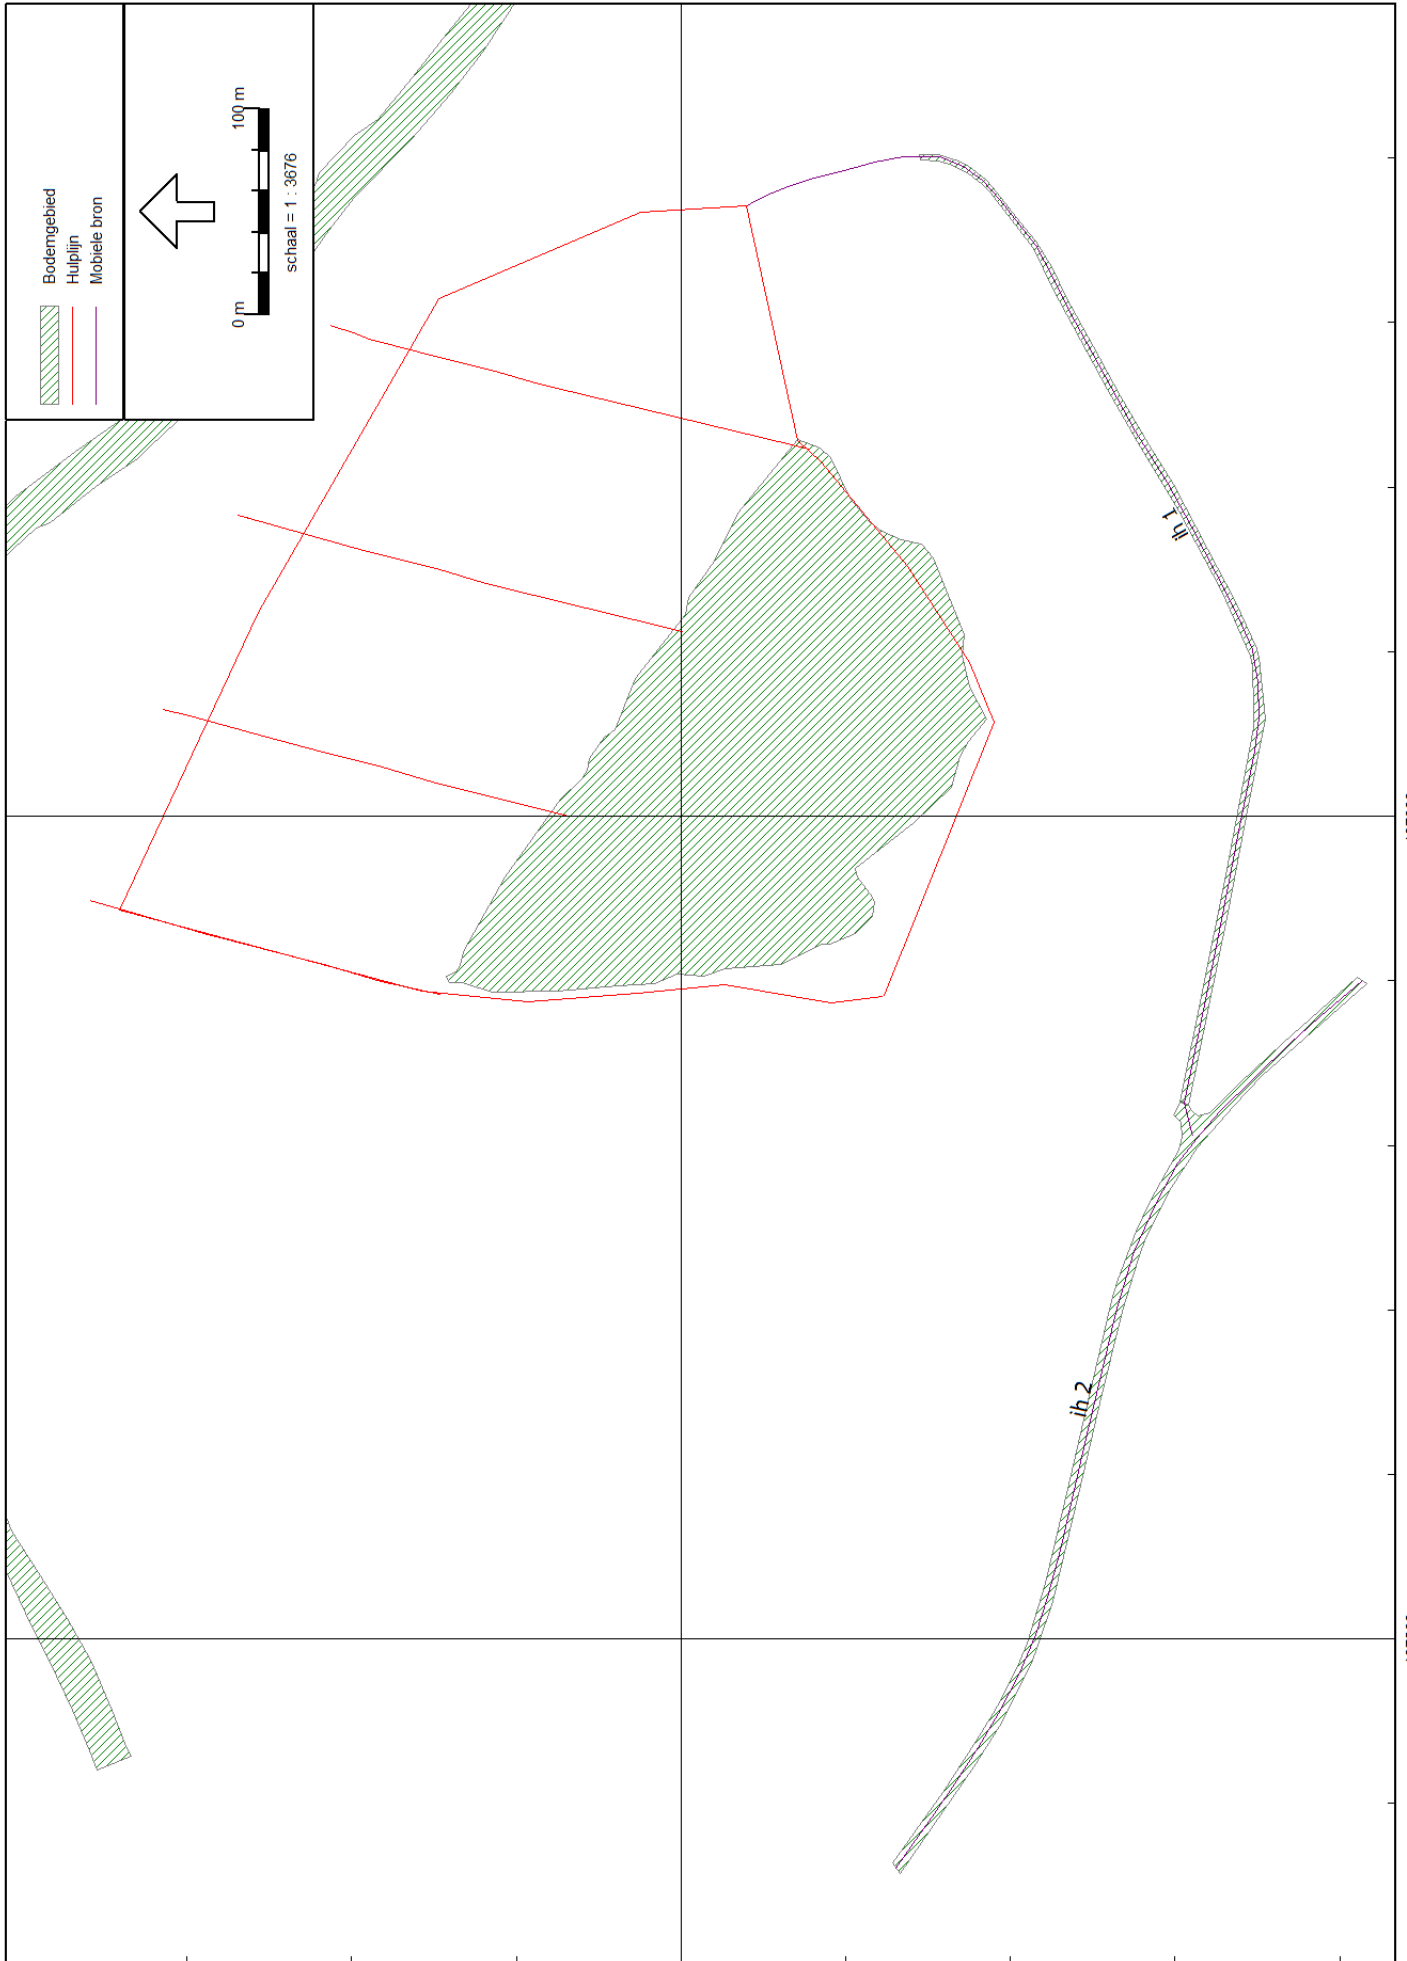 Bodemgebied
Hulplijn
Mobiele bron
0 m 100 m
schaal = 1 : 3676
ih 1
ih 2